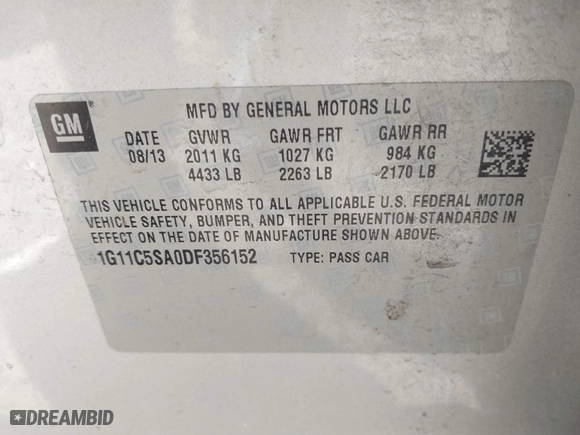 GM
MFD BY GENERAL MOTORS LLC
DATE GVWR GAWR FRT GAWR RR
08/13 2011 KG 1027 KG 984 KG
4433 LB 2263 LB 2170 LB
THIS VEHICLE CONFORMS TO ALL APPLICABLE U.S. FEDERAL MOTOR
VEHICLE SAFETY, BUMPER, AND THEFT PREVENTION STANDARDS IN
EFFECT ON THE DATE OF MANUFACTURE SHOWN ABOVE.
1G11C5SA0DF356152 TYPE: PASS CAR
DREAMBID